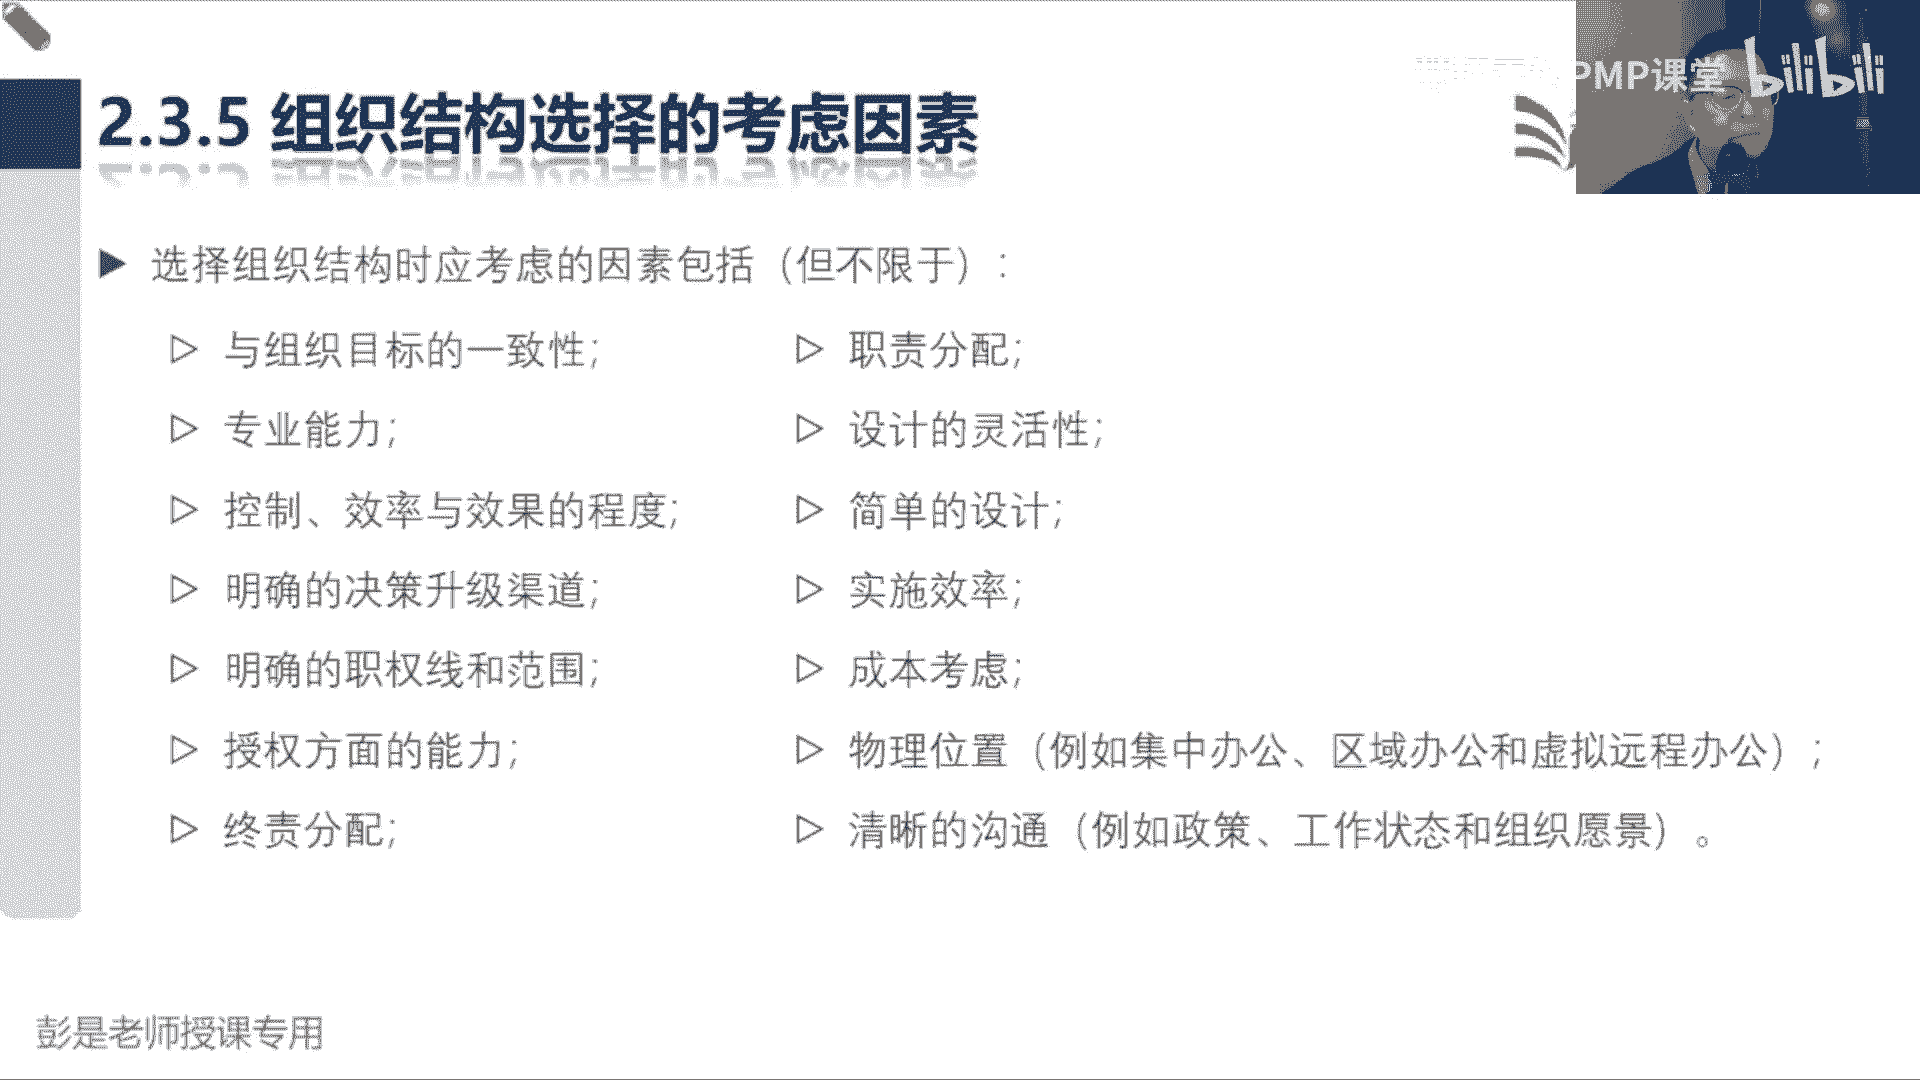 PMP课堂 bilibili
2.3.5 组织结构选择的考虑因素
选择组织结构时应考虑的因素包括（但不限于）：
与组织目标的一致性；
专业能力；
控制、效率与效果的程度；
明确的决策升级渠道；
明确的职权线和范围；
授权方面的能力；
终责分配；
职责分配；
设计的灵活性；
简单的设计；
实施效率；
成本考虑；
物理位置（例如集中办公、区域办公和虚拟远程办公）；
清晰的沟通（例如政策、工作状态和组织愿景）。
彭是老师授课专用